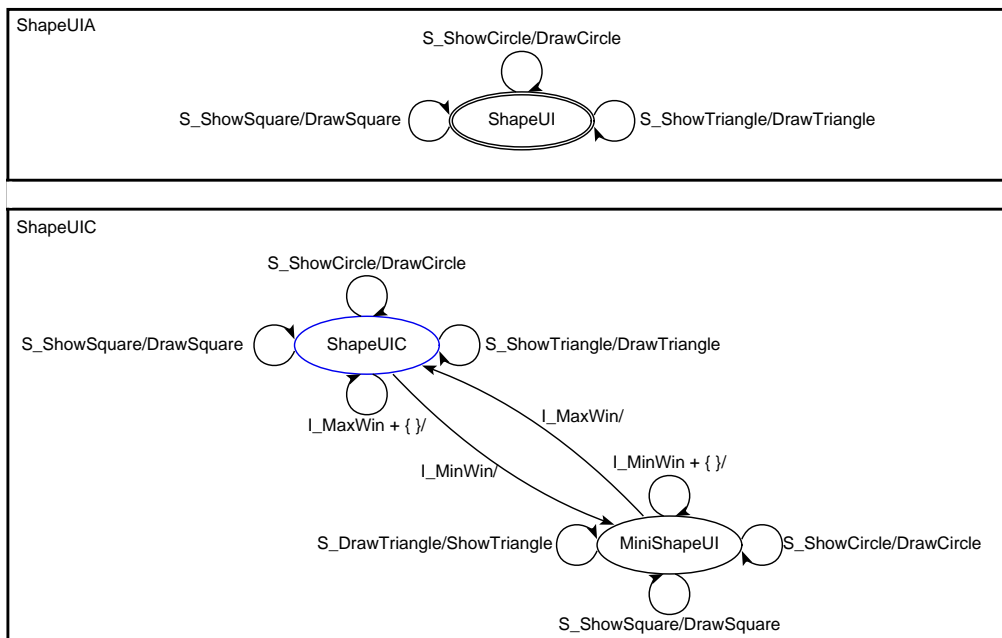 ShapeUIA
S_ShowCircle/DrawCircle
S_ShowSquare/DrawSquare
ShapeUI
S_ShowTriangle/DrawTriangle
ShapeUIC
S_ShowCircle/DrawCircle
S_ShowSquare/DrawSquare
ShapeUIC
S_ShowTriangle/DrawTriangle
I_MaxWin + { }/
I_MaxWin/
I_MinWin/
I_MinWin + { }/
S_DrawTriangle/ShowTriangle
MiniShapeUI
S_ShowCircle/DrawCircle
S_ShowSquare/DrawSquare